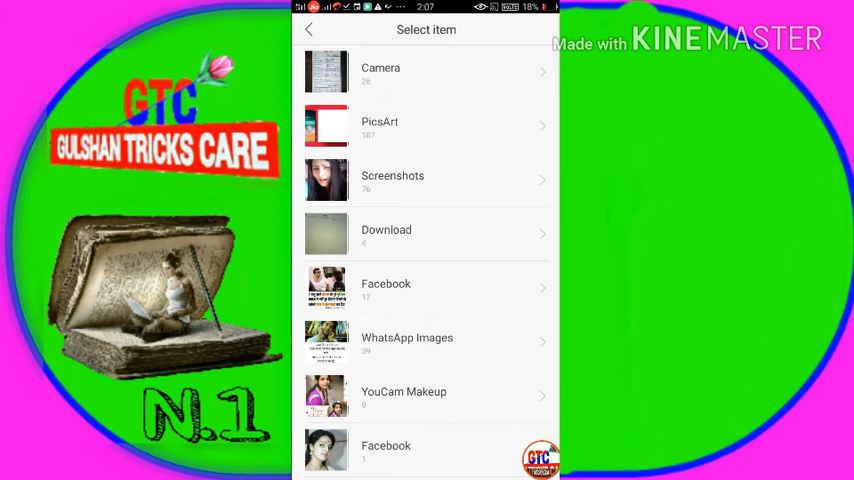 2:07
18%
Select item
Made with KINEMASTER
Camera
26
GTC
GULSHAN TRICKS CARE
PicsArt
187
Screenshots
76
Download
4
Facebook
17
WhatsApp Images
39
YouCam Makeup
9
N.1
Facebook
1
GTC